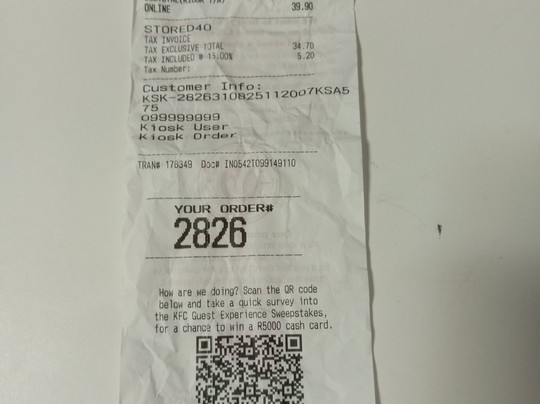 ONLINE 39.90
STORED40
TAX INVOICE
TAX EXCLUSIVE TOTAL 34.70
TAX INCLUDED @ 15.00% 5.20
Tax Number:
Customer Info:
KSK-28263108251120o7KSA5
75
099999999
Kiosk User
Kiosk Order
TRAN# 178349 Doc# IN05421099149110
YOUR ORDER#
2826
How are we doing? Scan the QR code
below and take a quick survey into
the KFC Guest Experience Sweepstakes,
for a chance to win a R5000 cash card.